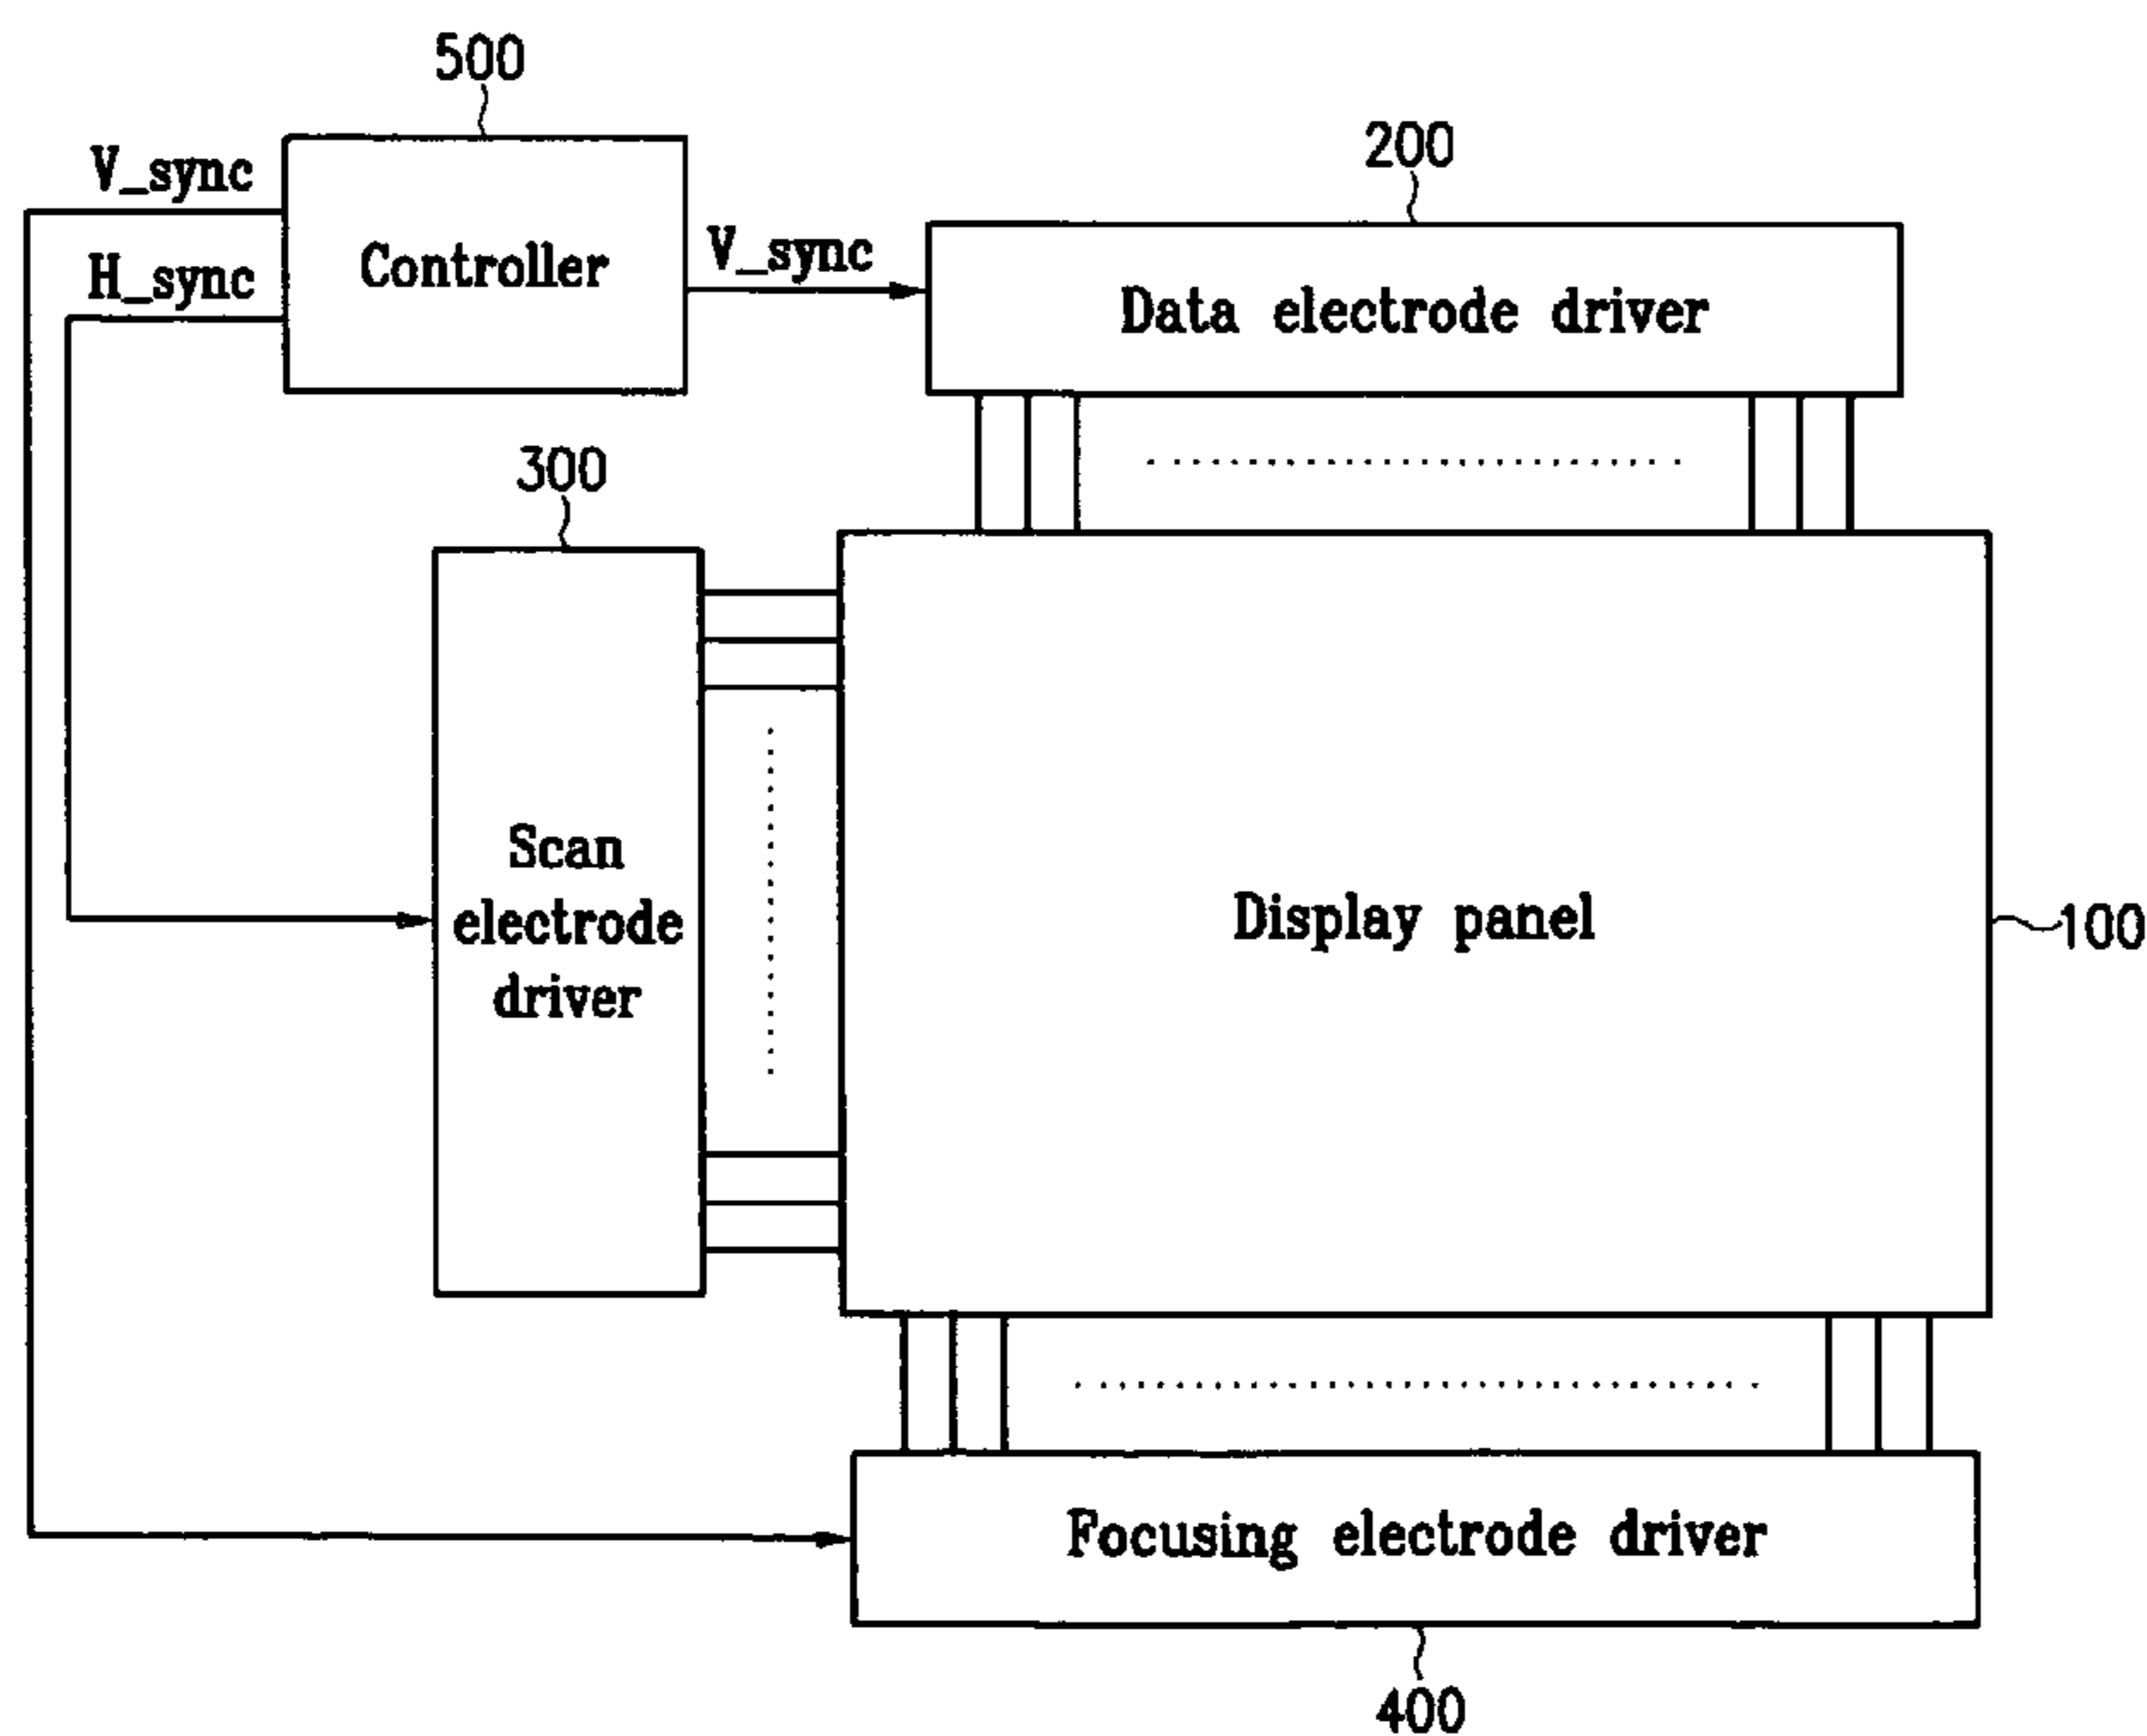 500
V_sync
200
Controller
V_sync
H_sync
Data electrode driver
300
Scan
electrode
driver
Display panel
100
Focusing electrode driver
400